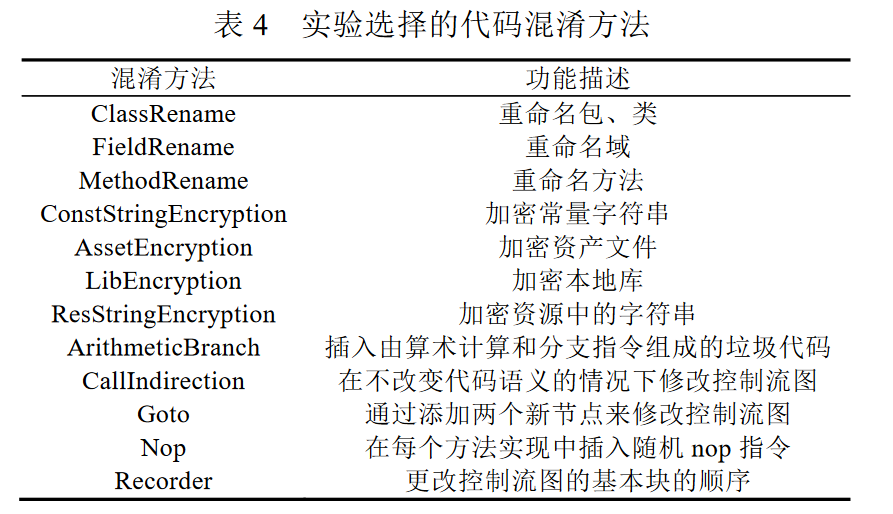 表 4 实验选择的代码混淆方法
混淆方法 功能描述
ClassRename 重命名包、类
FieldRename 重命名域
MethodRename 重命名方法
ConstStringEncryption 加密常量字符串
AssetEncryption 加密资产文件
LibEncryption 加密本地库
ResStringEncryption 加密资源中的字符串
ArithmeticBranch 插入由算术计算和分支指令组成的垃圾代码
CallIndirection 在不改变代码语义的情况下修改控制流图
Goto 通过添加两个新节点来修改控制流图
Nop 在每个方法实现中插入随机 nop 指令
Recorder 更改控制流图的基本块的顺序